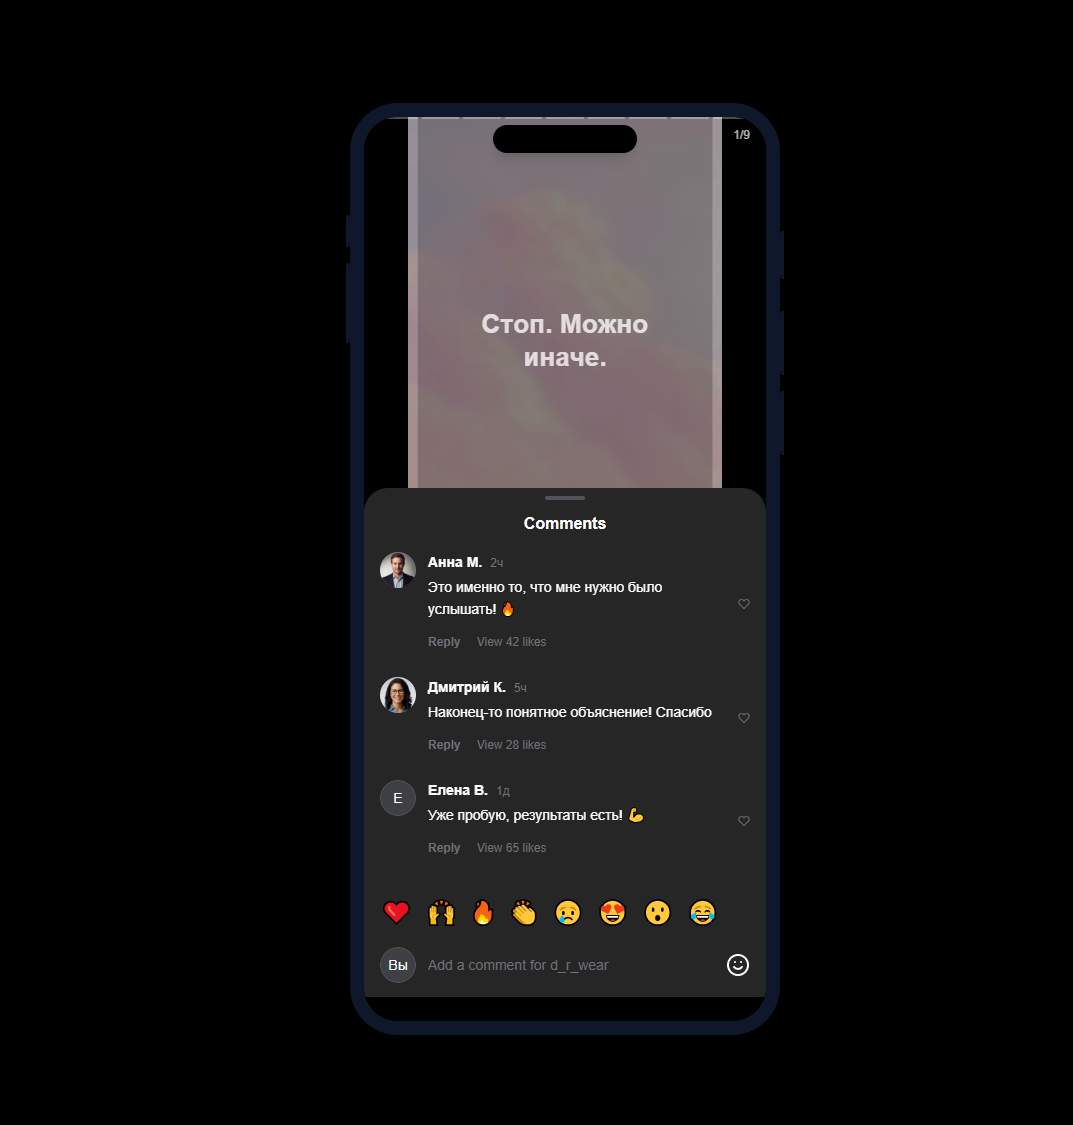 1/9
Стоп. Можно
иначе.
Comments
Анна М. 2ч
Это именно то, что мне нужно было
услышать! 🔥
Reply View 42 likes
Дмитрий К. 5ч
Наконец-то понятное объяснение! Спасибо
Reply View 28 likes
Е Елена В. 1д
Уже пробую, результаты есть! 💪
Reply View 65 likes
❤️ 🙌 🔥 👏 😢 😍 😮 😂
Вы Add a comment for d_r_wear